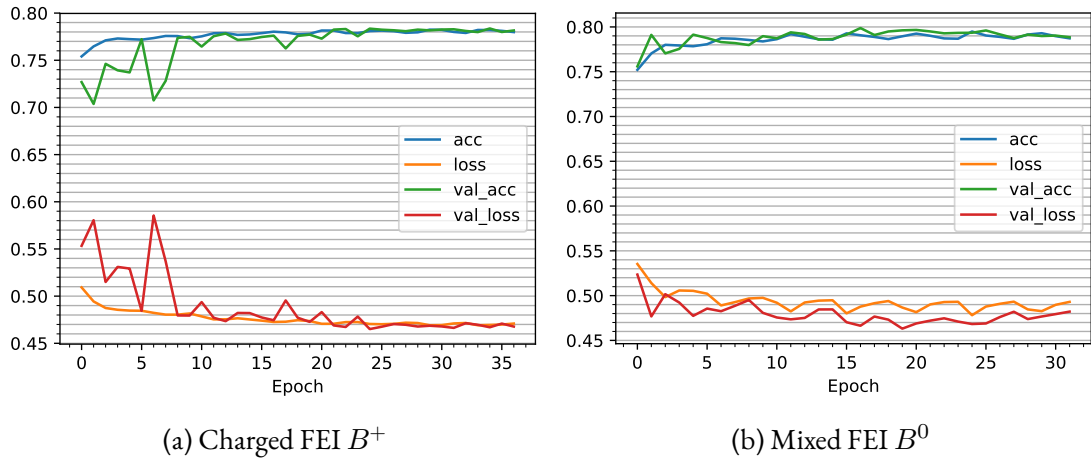 0.80
0.75
0.70
0.65
0.60
0.55
0.50
0.45
acc
loss
val_acc
val_loss
0 5 10 15 20 25 30 35
Epoch
(a) Charged FEI B+
0.80
0.75
0.70
0.65
0.60
0.55
0.50
0.45
acc
loss
val_acc
val_loss
0 5 10 15 20 25 30
Epoch
(b) Mixed FEI B0